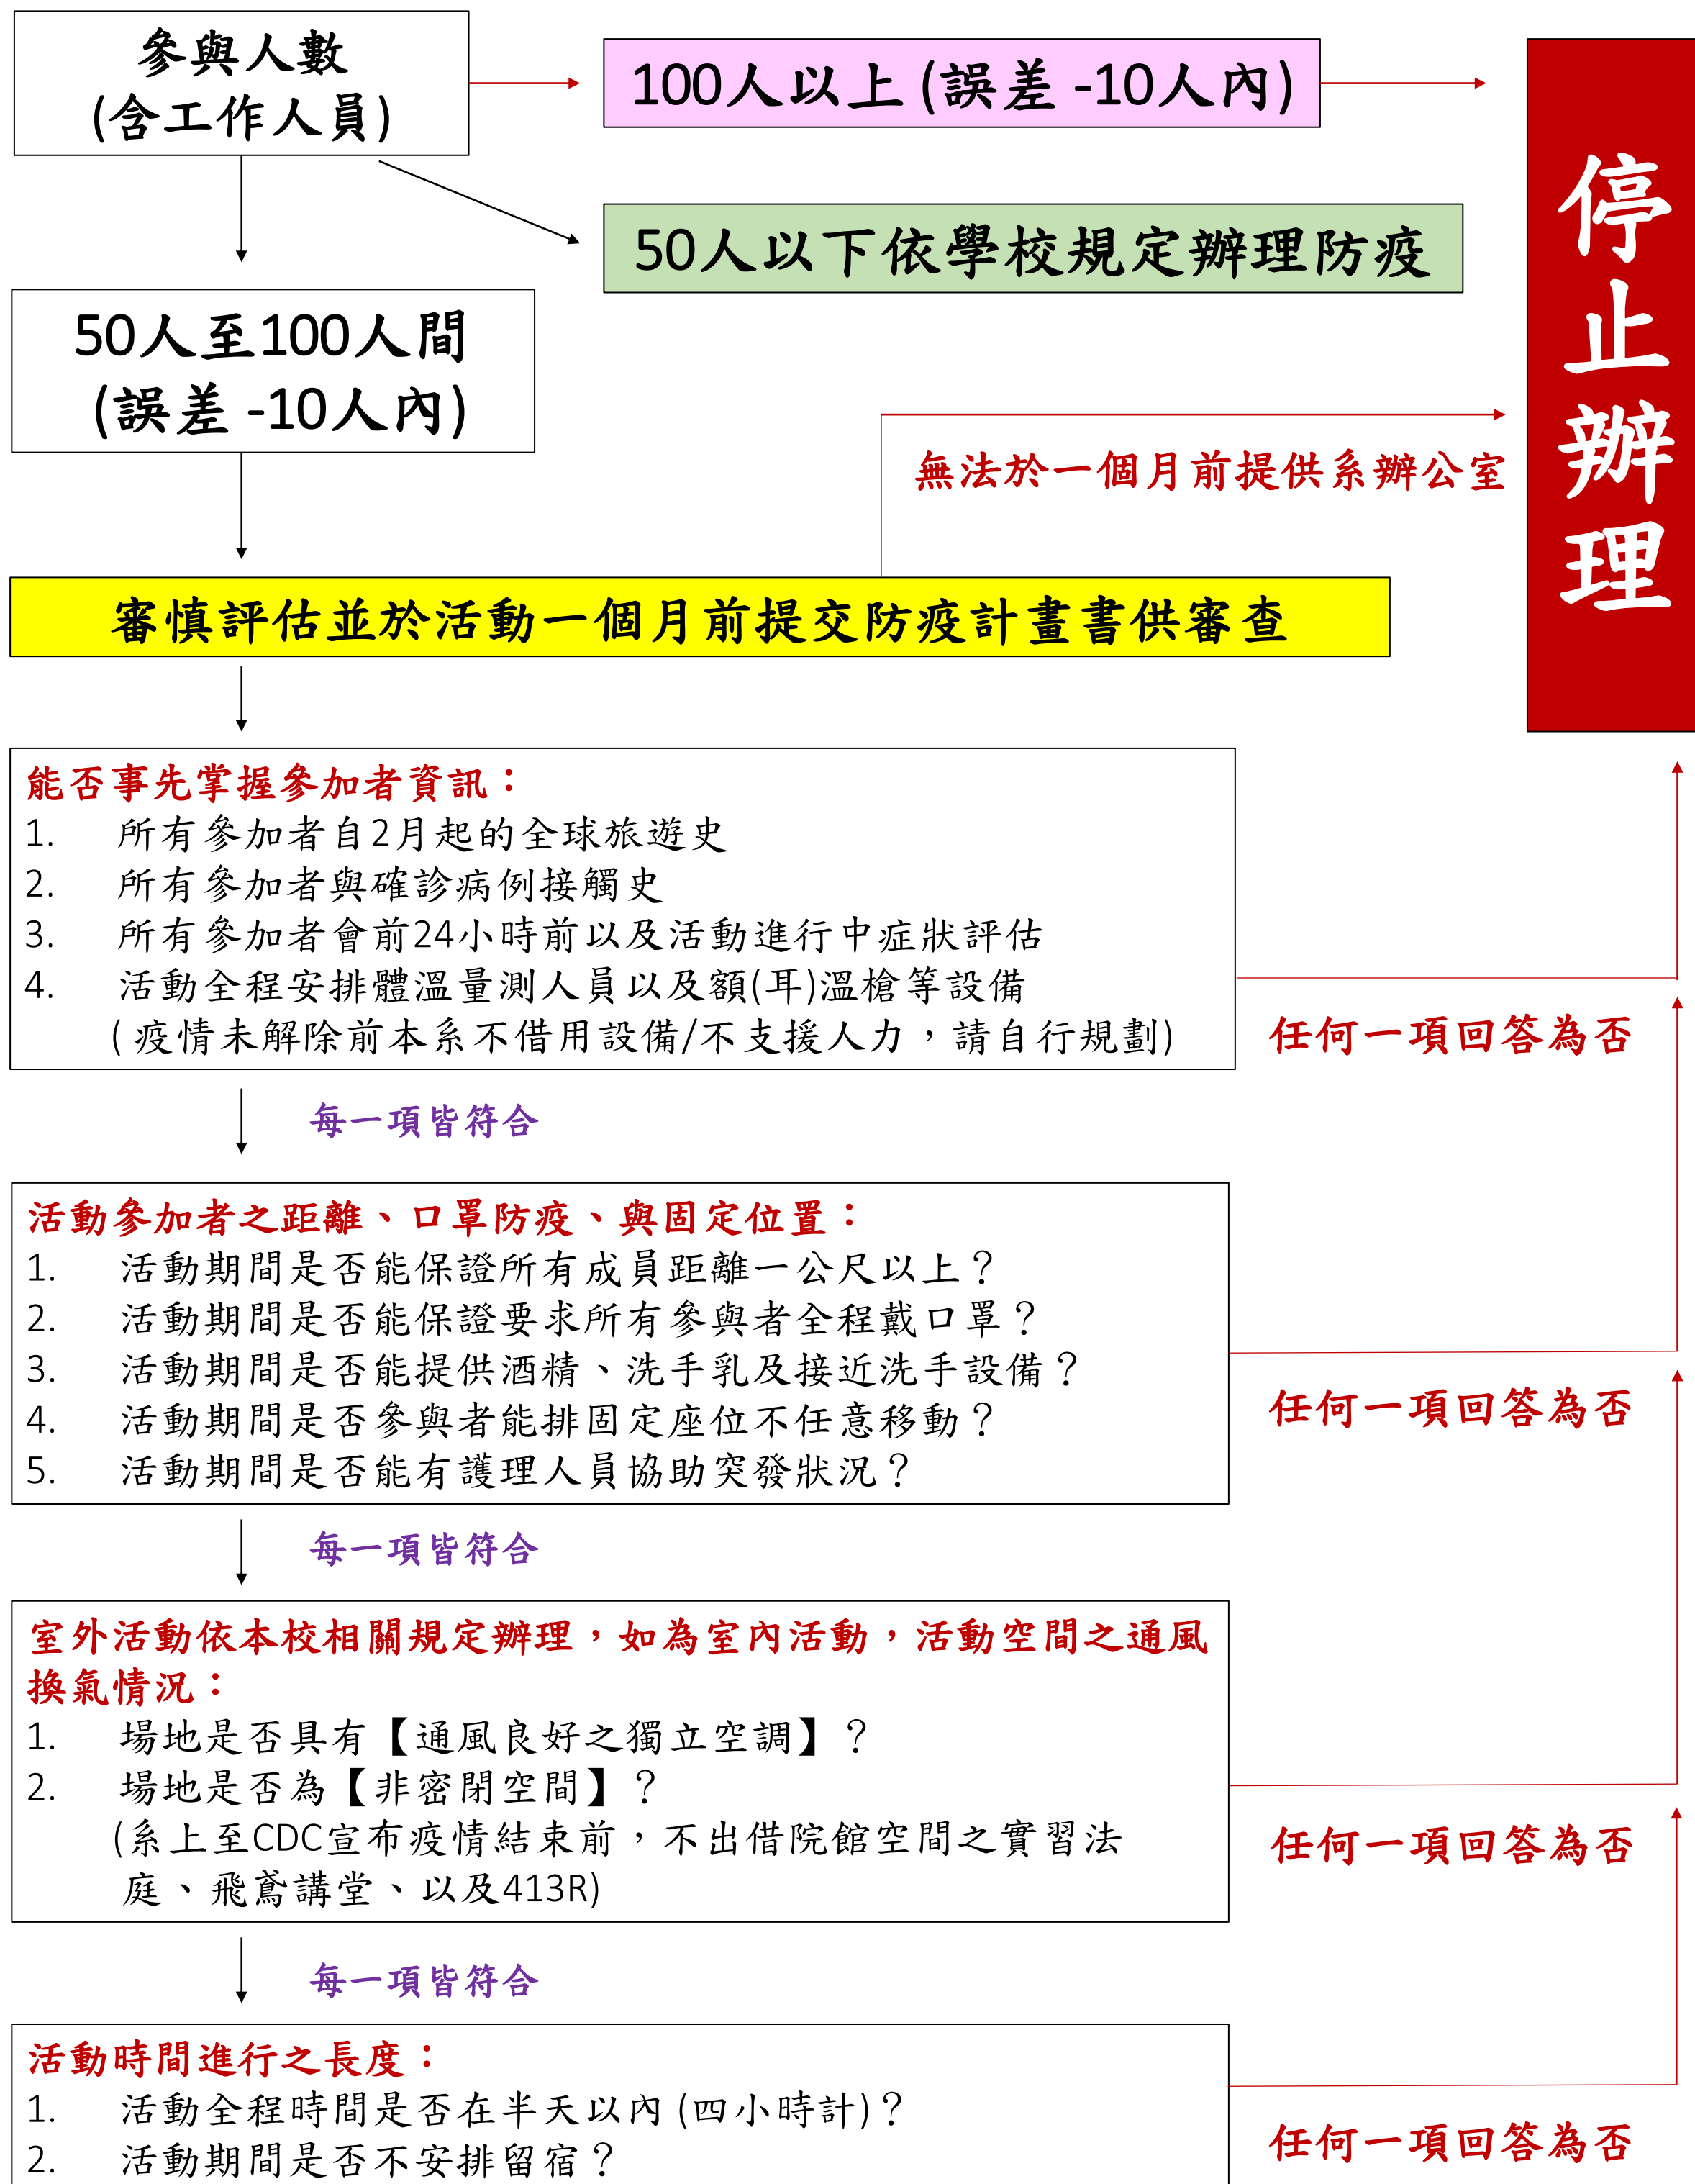 參與人數
(含工作人員)
100人以上 (誤差 -10人內)
50人以下依學校規定辦理防疫
停止辦理
50人至100人間
(誤差 -10人內)
無法於一個月前提供系辦公室
審慎評估並於活動一個月前提交防疫計畫書供審查
能否事先掌握參加者資訊：
1. 所有參加者自2月起的全球旅遊史
2. 所有參加者與確診病例接觸史
3. 所有參加者會前24小時前以及活動進行中症狀評估
4. 活動全程安排體溫量測人員以及額(耳)溫槍等設備
( 疫情未解除前本系不借用設備/不支援人力，請自行規劃)
任何一項回答為否
每一項皆符合
活動參加者之距離、口罩防疫、與固定位置：
1. 活動期間是否能保證所有成員距離一公尺以上？
2. 活動期間是否能保證要求所有參與者全程戴口罩？
3. 活動期間是否能提供酒精、洗手乳及接近洗手設備？
4. 活動期間是否參與者能排固定座位不任意移動？
5. 活動期間是否能有護理人員協助突發狀況？
任何一項回答為否
每一項皆符合
室外活動依本校相關規定辦理，如為室內活動，活動空間之通風
換氣情況：
1. 場地是否具有【通風良好之獨立空調】？
2. 場地是否為【非密閉空間】？
(系上至CDC宣布疫情結束前，不出借院館空間之實習法
庭、飛鳶講堂、以及413R)
任何一項回答為否
每一項皆符合
活動時間進行之長度：
1. 活動全程時間是否在半天以內 (四小時計)？
2. 活動期間是否不安排留宿？
任何一項回答為否